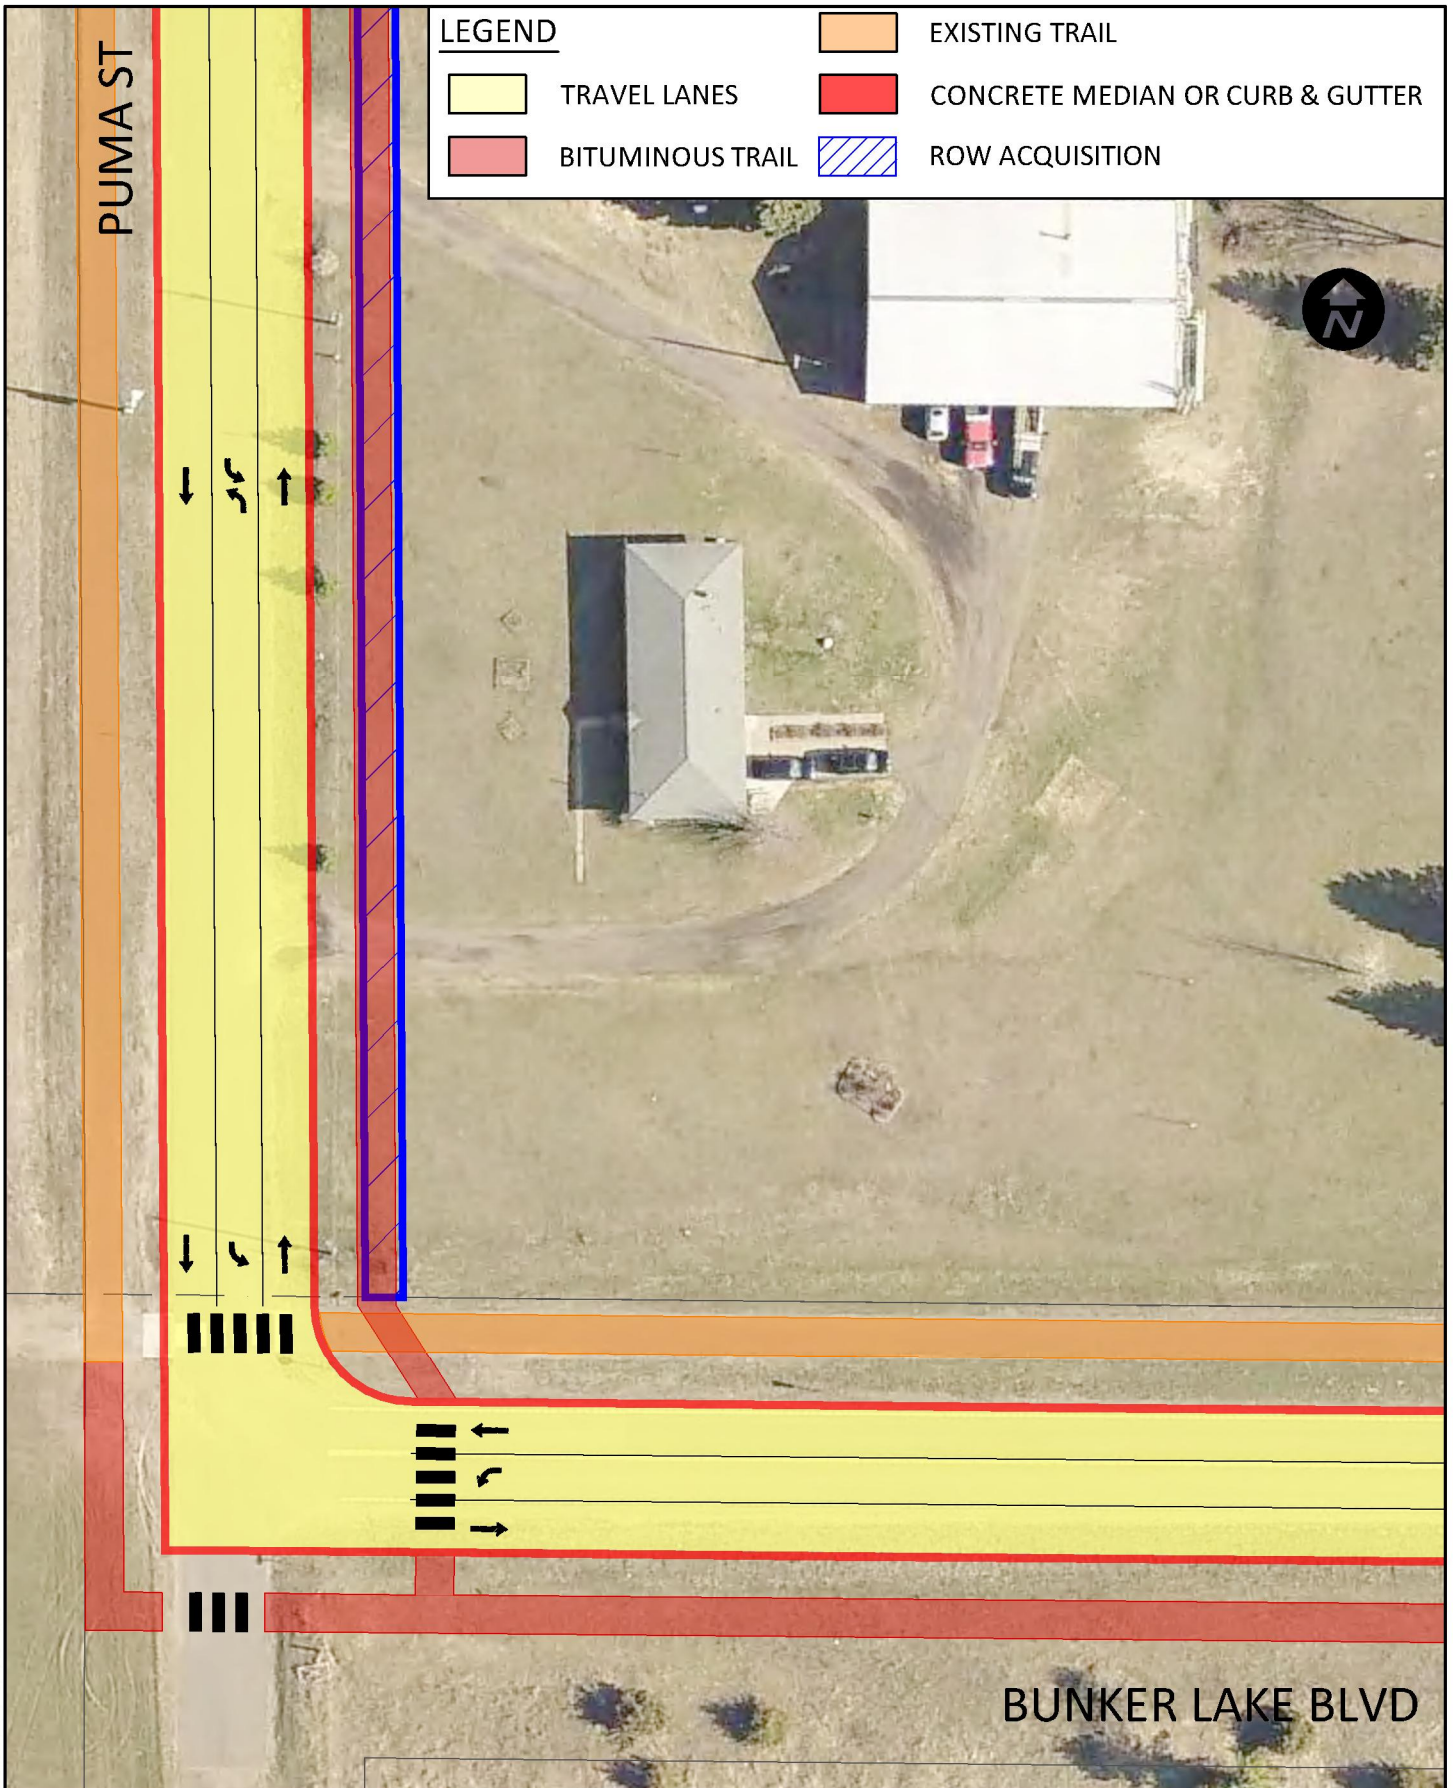 PUMA ST
LEGEND
TRAVEL LANES
BITUMINOUS TRAIL
EXISTING TRAIL
CONCRETE MEDIAN OR CURB & GUTTER
ROW ACQUISITION
N
BUNKER LAKE BLVD